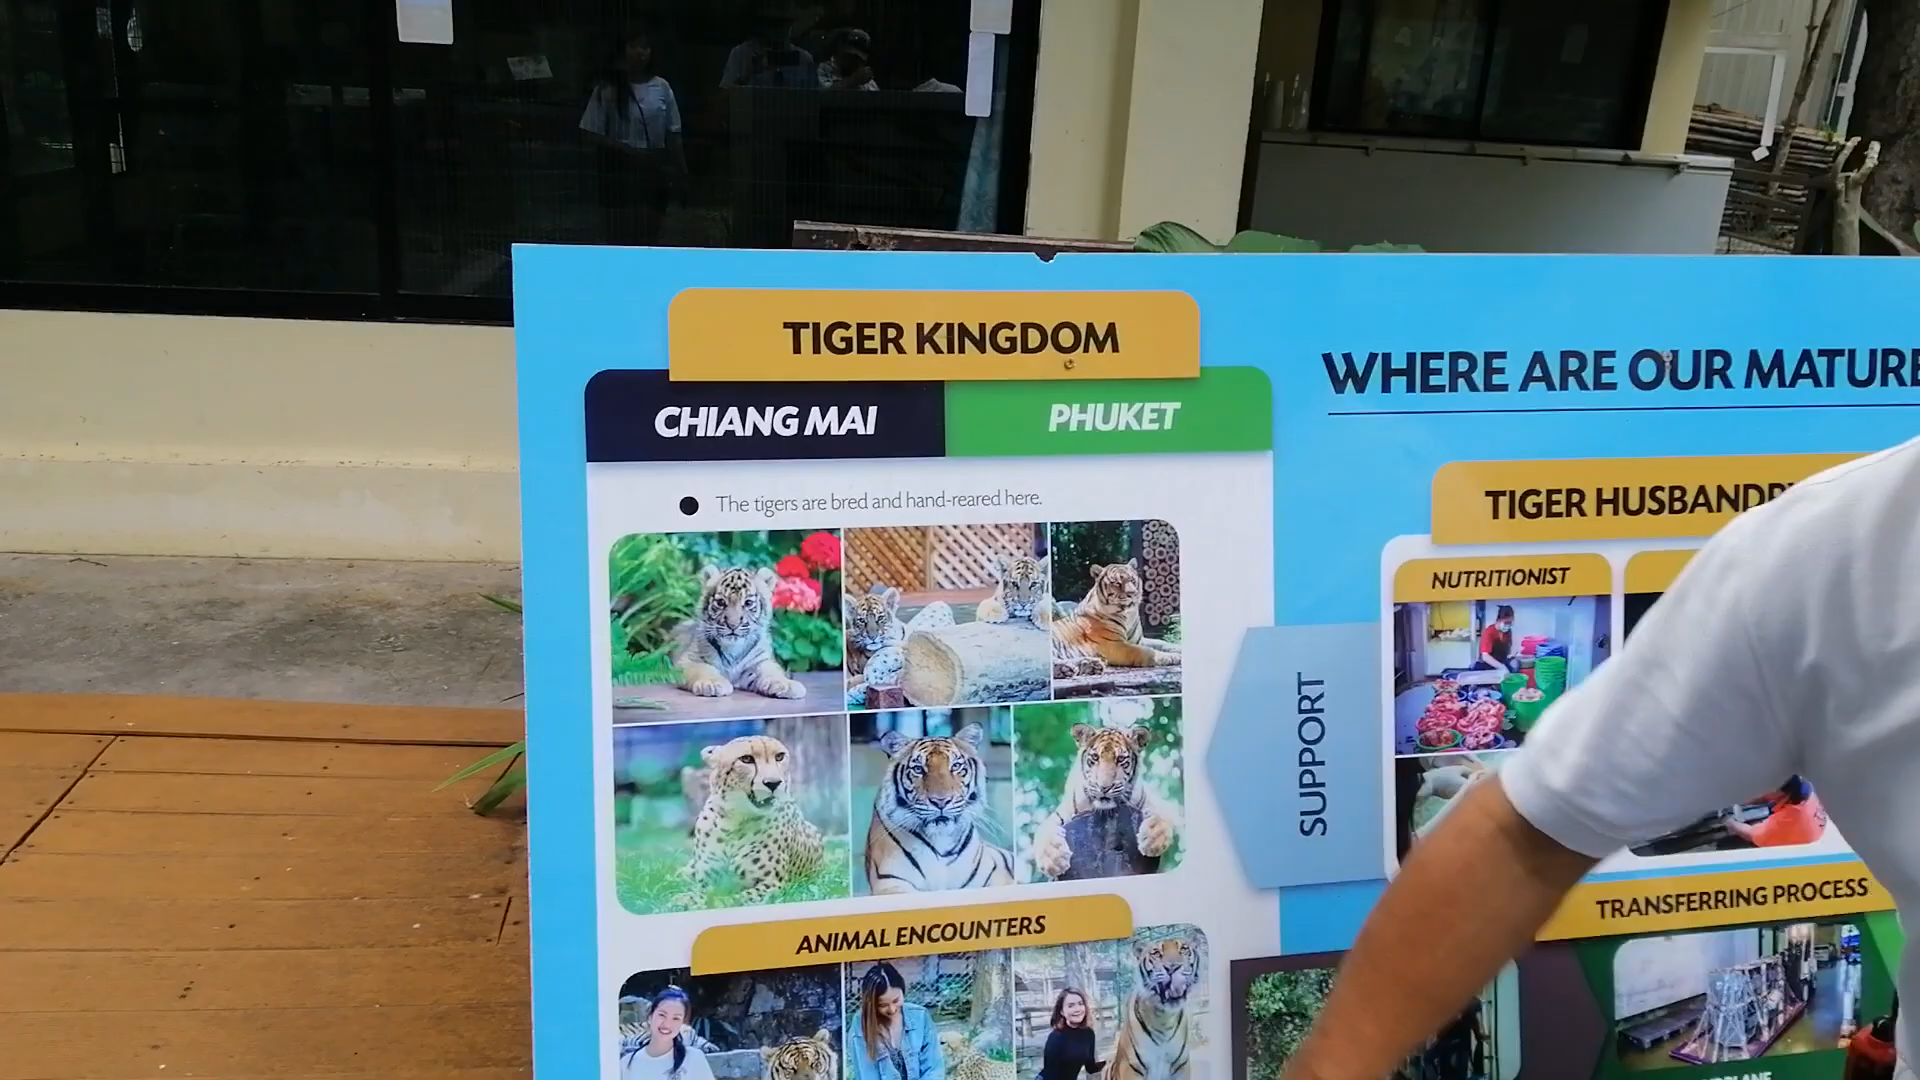 TIGER KINGDOM
CHIANG MAI
PHUKET
The tigers are bred and hand-reared here.
ANIMAL ENCOUNTERS
WHERE ARE OUR MATURE
SUPPORT
TIGER
NUTRITIONIST
TRANSFERRING PROCESS